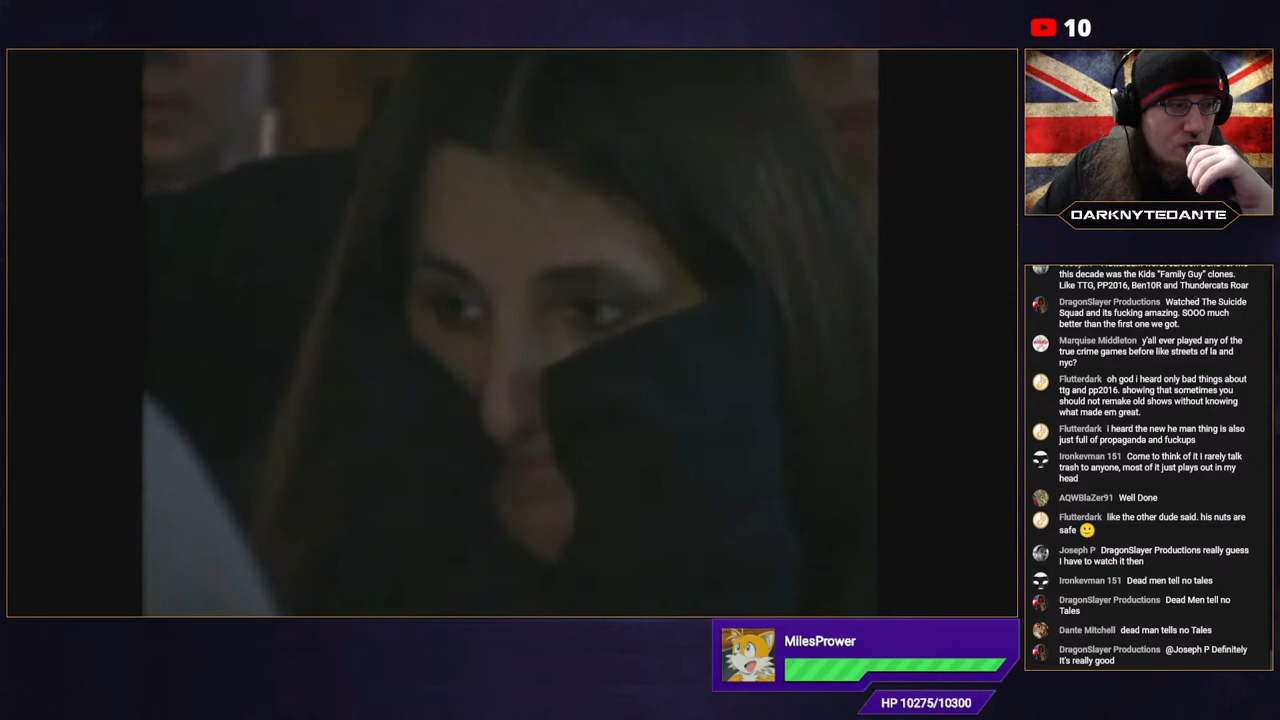 10
DARKNYTEDANTE
this decade was the Kids "Family Guy" clones.
Like TTG, PP2016, Ben10R and Thundercats Roar
DragonSlayer Productions Watched The Suicide
Squad and its fucking amazing. SOOO much
better than the first one we got.
Marquise Middleton y'all ever played any of the
true crime games before like streets of la and
nyc?
Flutterdark oh god i heard only bad things about
ttg and pp2016. showing that sometimes you
should not remake old shows without knowing
what made em great.
Flutterdark i heard the new he man thing is also
just full of propaganda and fuckups
Ironkevman 151 Come to think of it I rarely talk
trash to anyone, most of it just plays out in my
head
AQWBlaZer91 Well Done
Flutterdark like the other dude said. his nuts are
safe
Joseph P DragonSlayer Productions really guess
I have to watch it then
Ironkevman 151 Dead men tell no tales
DragonSlayer Productions Dead Men tell no
Tales
Dante Mitchell dead man tells no Tales
DragonSlayer Productions @Joseph P Definitely
It's really good
MilesPrower
HP 10275/10300